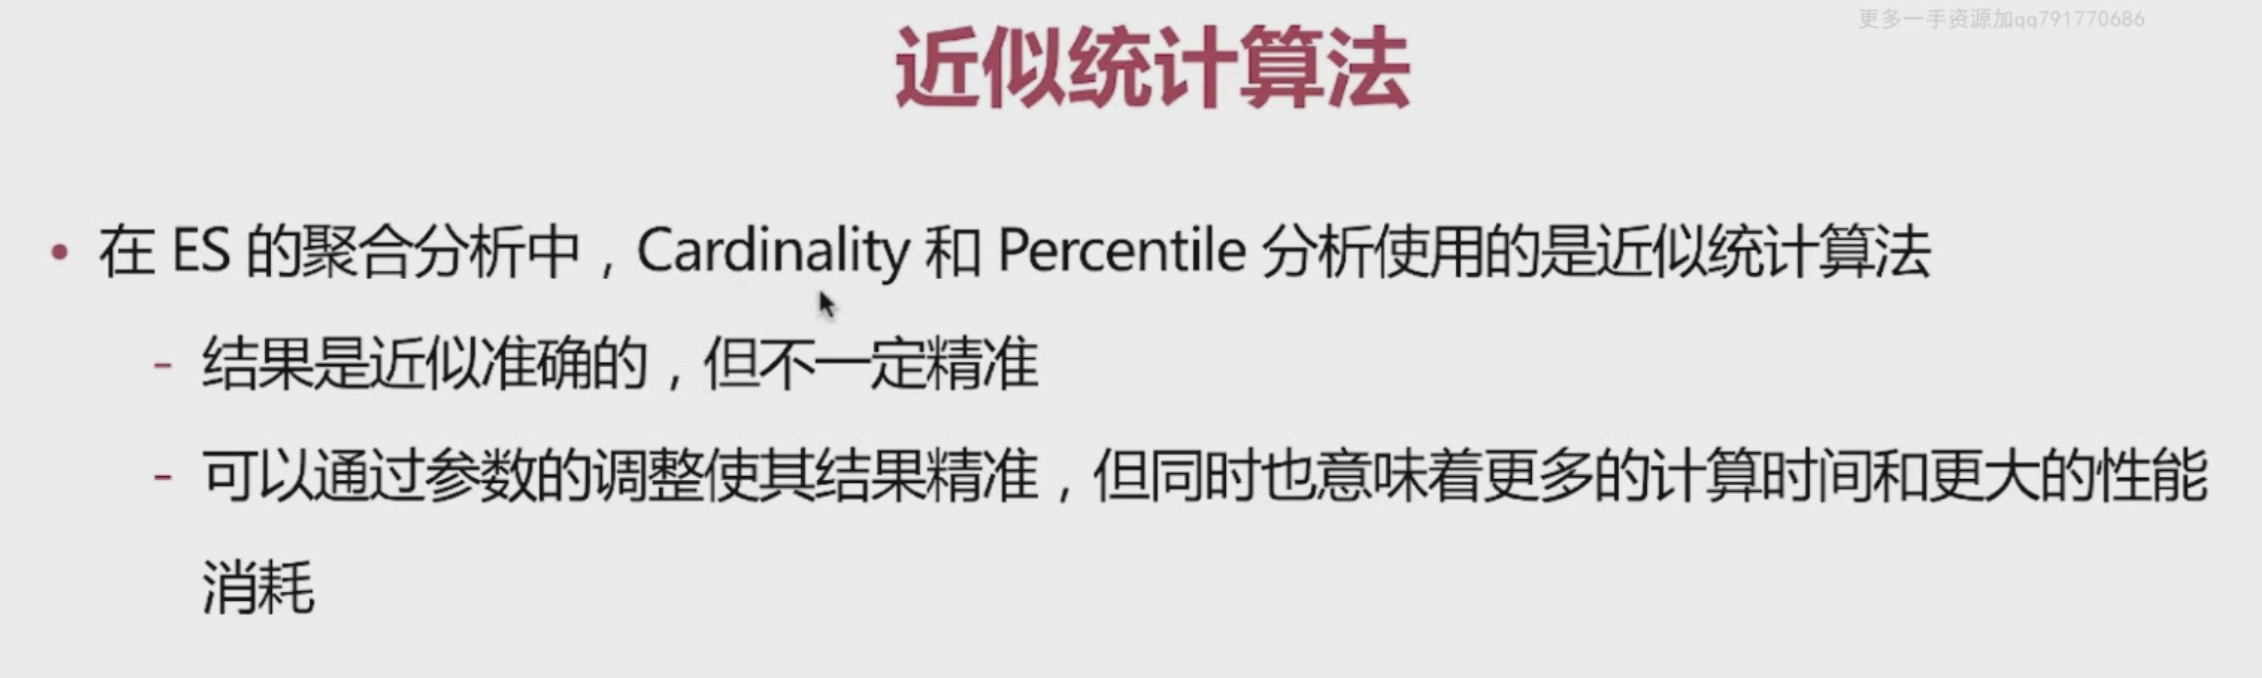 更多一手资源加qq791770686
近似统计算法
• 在 ES 的聚合分析中，Cardinality 和 Percentile 分析使用的是近似统计算法
- 结果是近似准确的，但不一定精准
- 可以通过参数的调整使其结果精准，但同时也意味着更多的计算时间和更大的性能
消耗